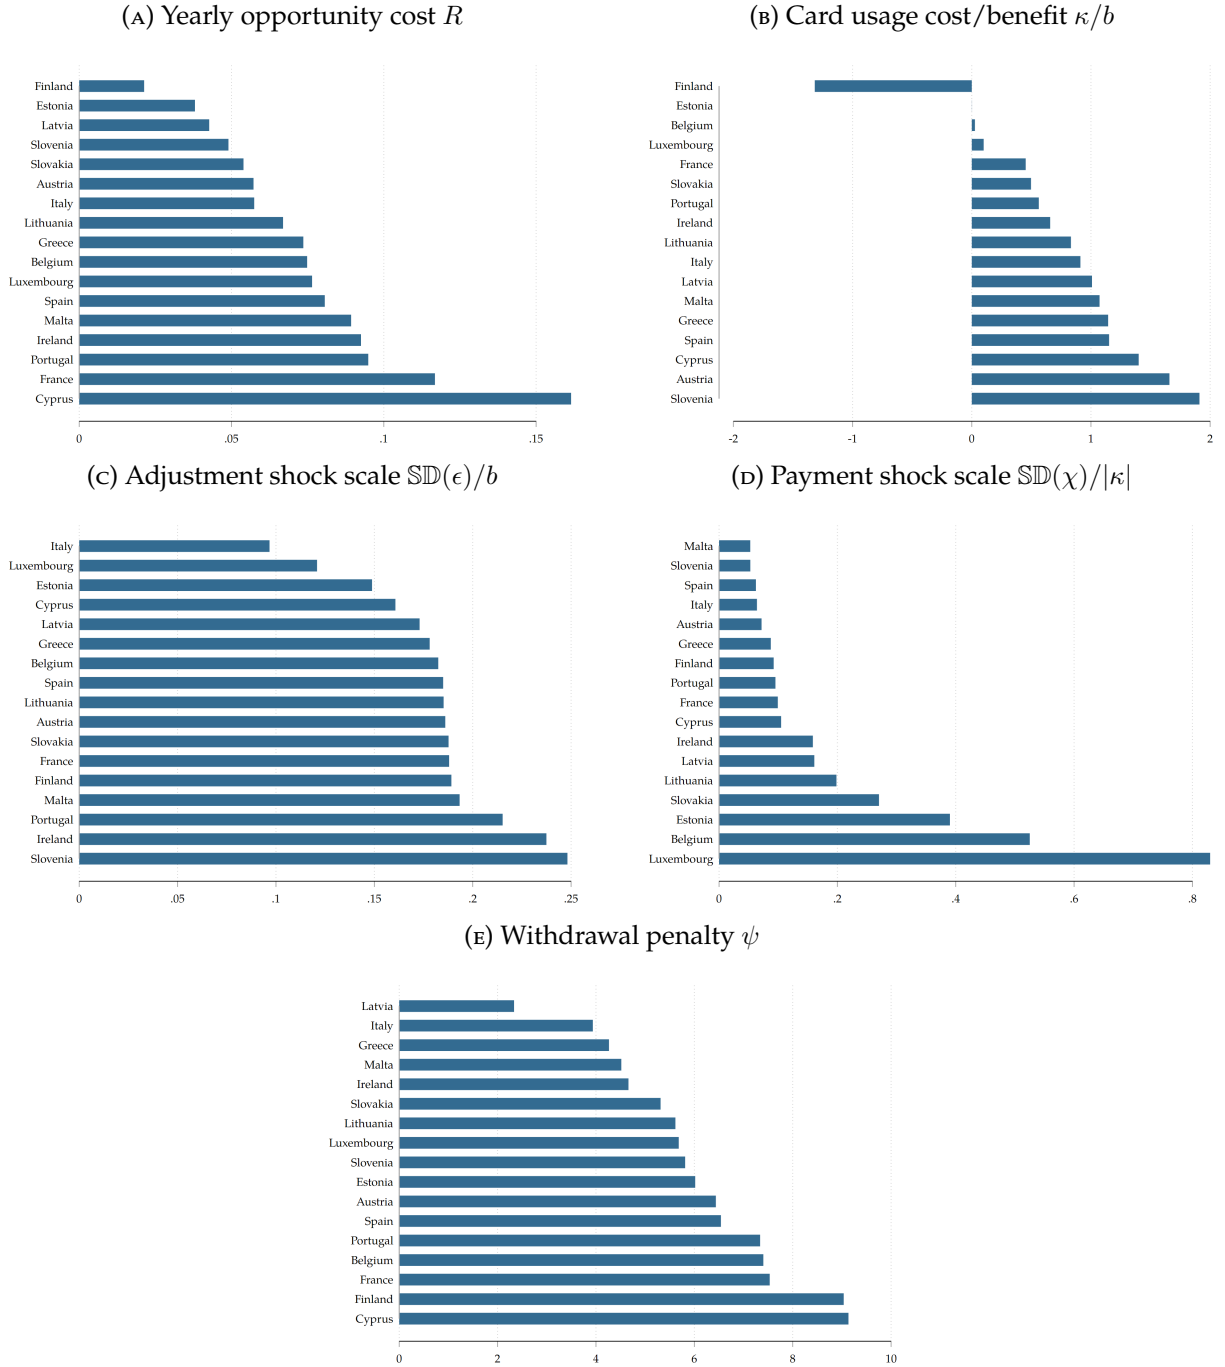 (A) Yearly opportunity cost R
Finland
Estonia
Latvia
Slovenia
Slovakia
Austria
Italy
Lithuania
Greece
Belgium
Luxembourg
Spain
Malta
Ireland
Portugal
France
Cyprus
0 .05 .1 .15
(B) Card usage cost/benefit κ/b
Finland
Estonia
Belgium
Luxembourg
France
Slovakia
Portugal
Ireland
Lithuania
Italy
Latvia
Malta
Greece
Spain
Cyprus
Austria
Slovenia
-2 -1 0 1 2
(C) Adjustment shock scale 𝕊𝔻(ϵ)/b
Italy
Luxembourg
Estonia
Cyprus
Latvia
Greece
Belgium
Spain
Lithuania
Austria
Slovakia
France
Finland
Malta
Portugal
Ireland
Slovenia
0 .05 .1 .15 .2 .25
(D) Payment shock scale 𝕊𝔻(χ)/|κ|
Malta
Slovenia
Spain
Italy
Austria
Greece
Finland
Portugal
France
Cyprus
Ireland
Latvia
Lithuania
Slovakia
Estonia
Belgium
Luxembourg
0 .2 .4 .6 .8
(E) Withdrawal penalty ψ
Latvia
Italy
Greece
Malta
Ireland
Slovakia
Lithuania
Luxembourg
Slovenia
Estonia
Austria
Spain
Portugal
Belgium
France
Finland
Cyprus
0 2 4 6 8 10